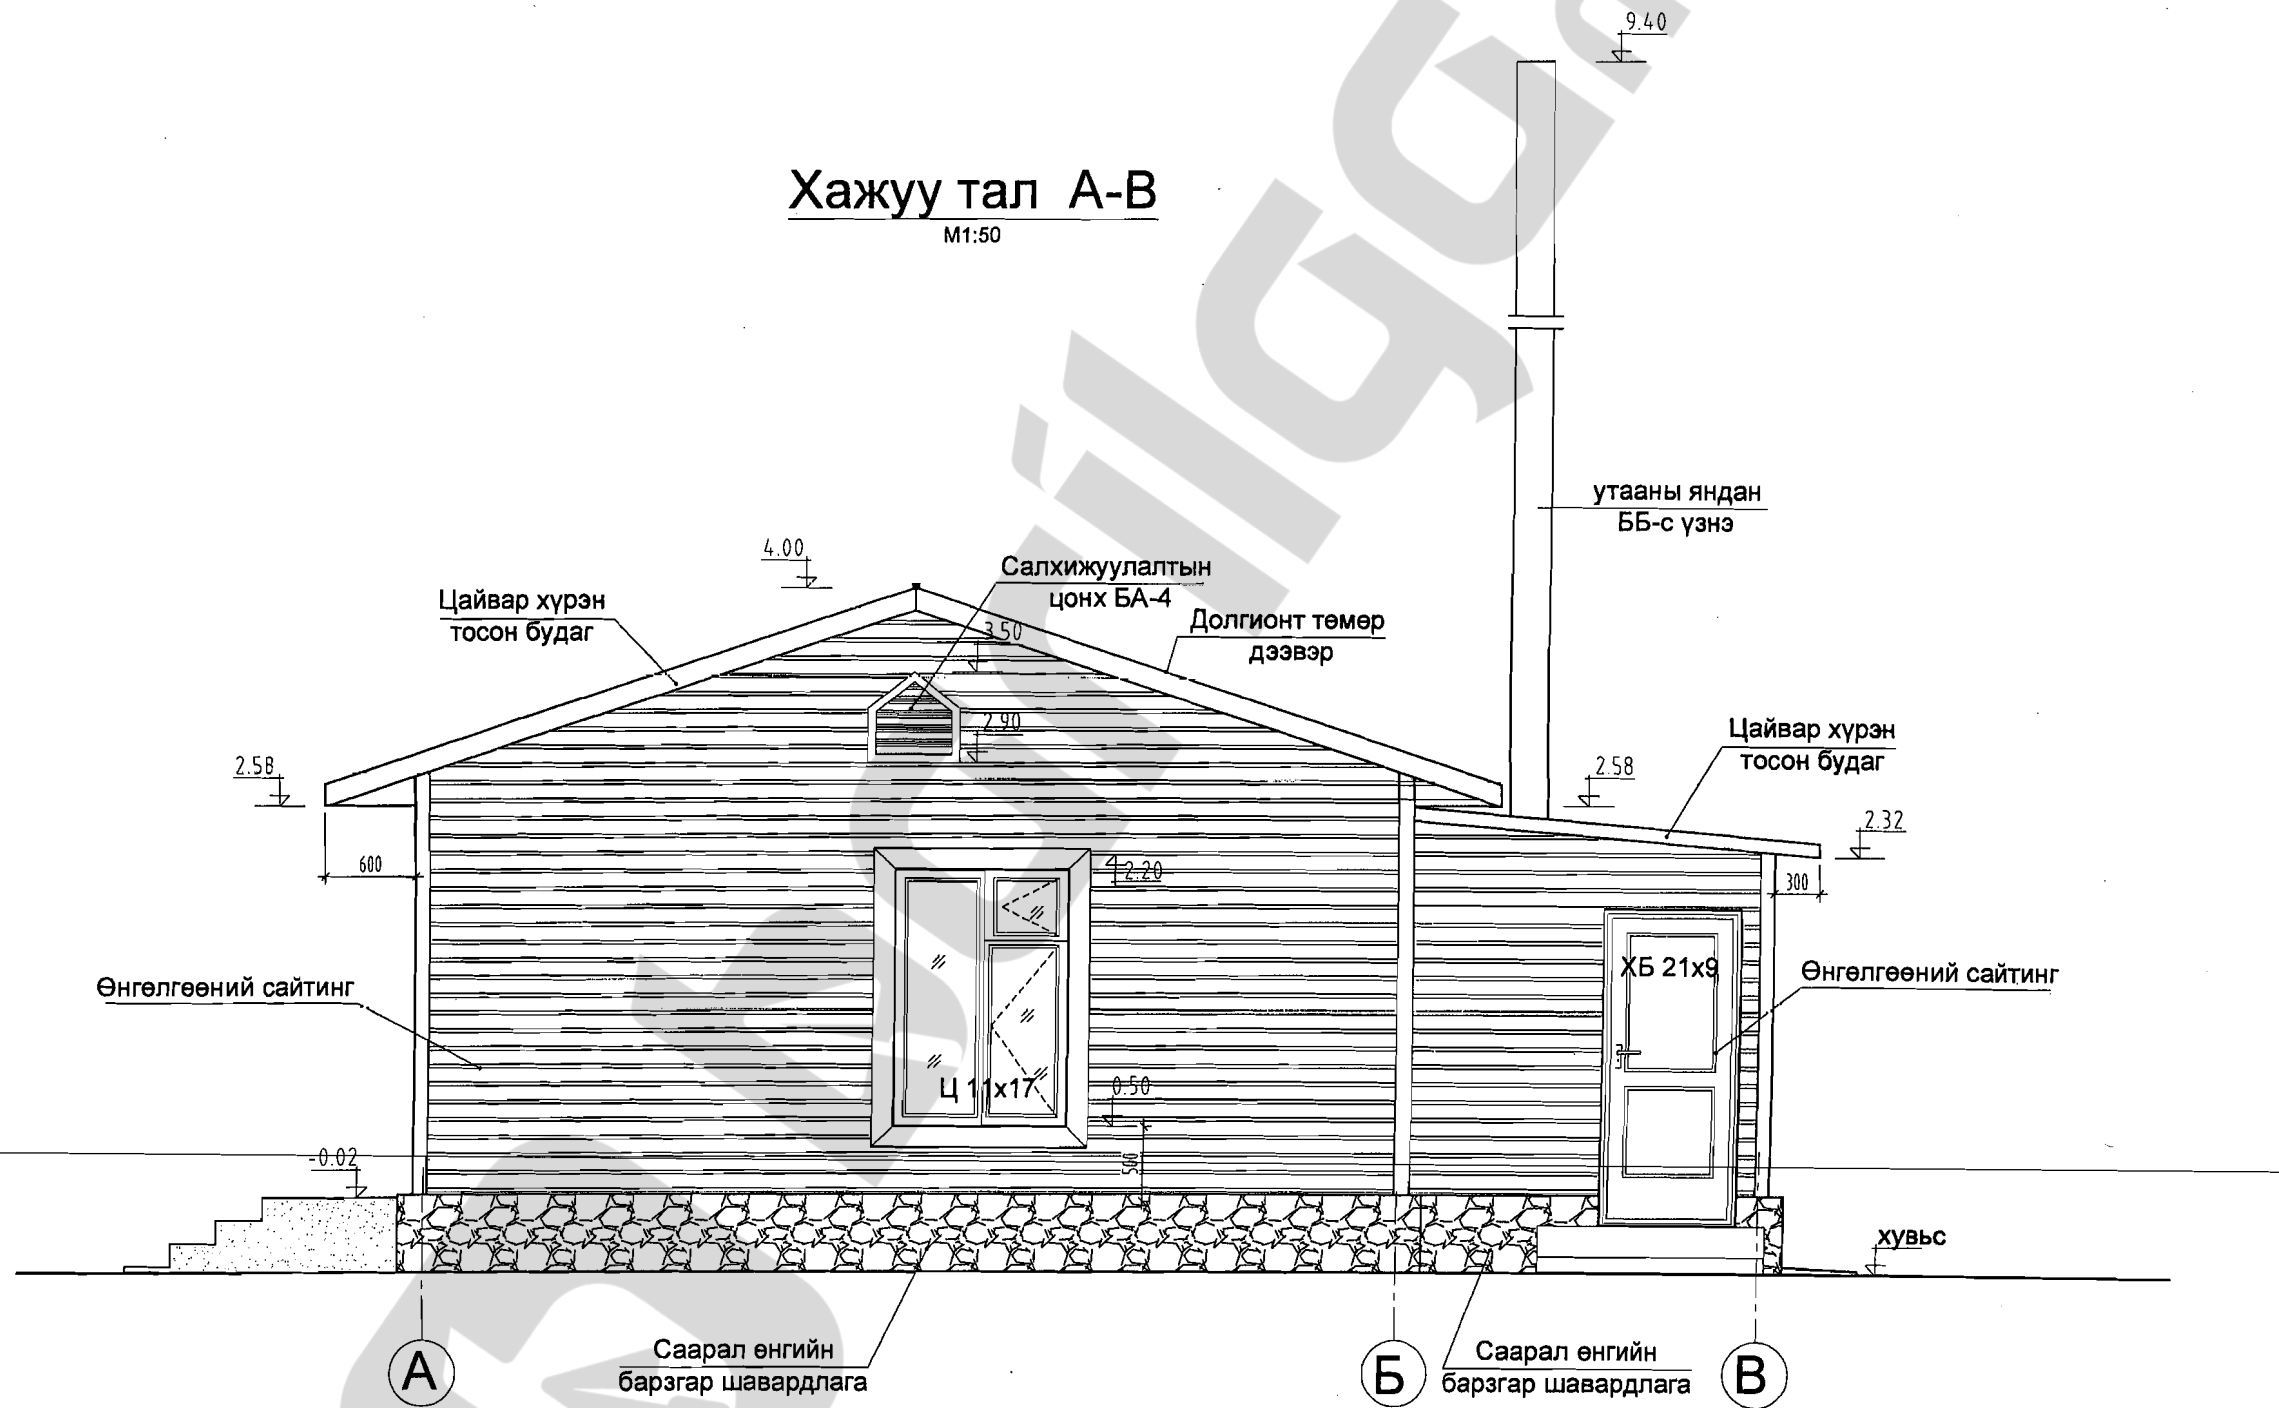 9.40
Хажуу тал А-В
М1:50
утааны яндан
ББ-с үзнэ
4.00
Салхижуулалтын
цонх БА-4
Цайвар хүрэн
тосон будаг
Долгионт төмөр
дээвэр
3.50
2.90
Цайвар хүрэн
тосон будаг
2.58
2.58
2.32
600
2.20
300
ХБ 21х9
Өнгөлгөөний сайтинг
Өнгөлгөөний сайтинг
Ц 11х17
0.50
-0.02
500
хувьс
Саарал өнгийн
барзгар шавардлага
Саарал өнгийн
барзгар шавардлага
А
Б
В